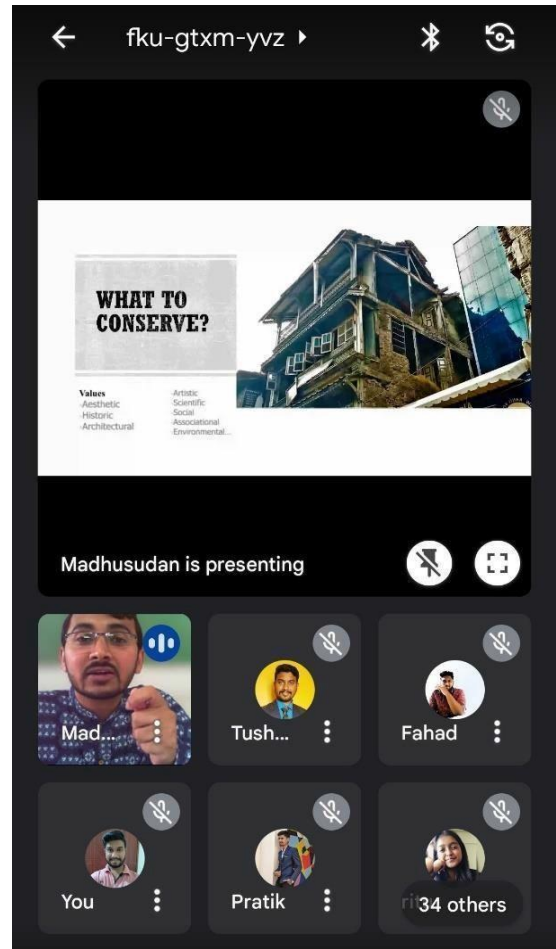 fku-gtxm-yvz
WHAT TO
CONSERVE?
Values
-Aesthetic
-Historic
-Architectural
-Artistic
-Scientific
-Social
-Associational
-Environmental...
Madhusudan is presenting
Mad...
Tush...
Fahad
You
Pratik
34 others